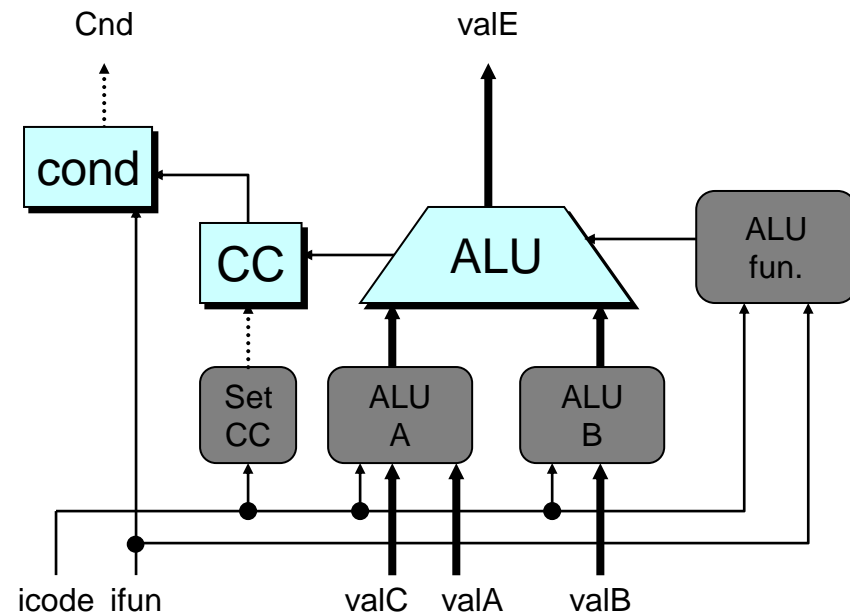 Cnd
valE
cond
CC
ALU
ALU
fun.
Set
CC
ALU
A
ALU
B
icode
ifun
valC
valA
valB